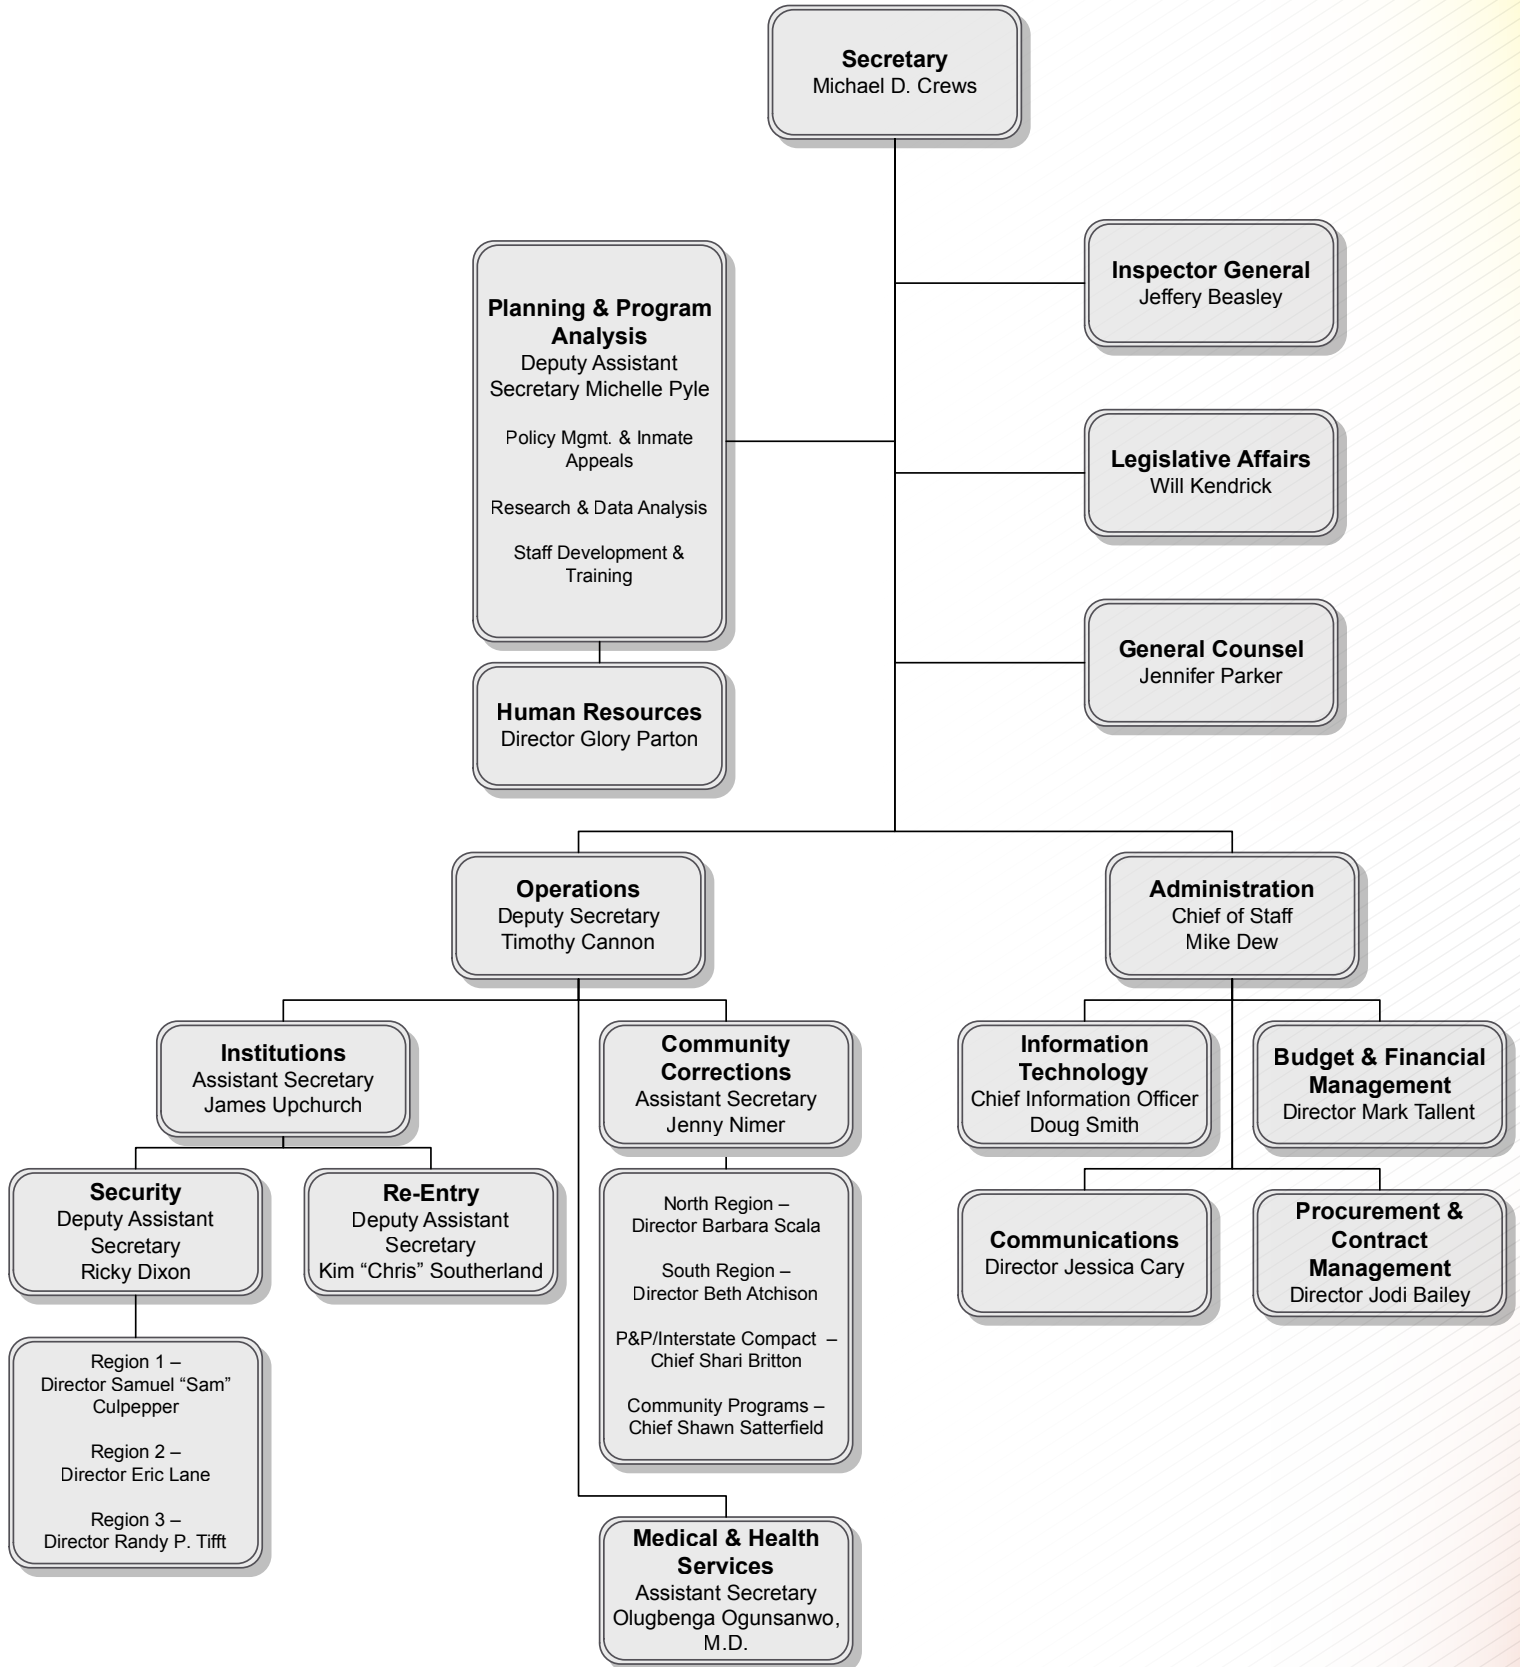 Secretary
Michael D. Crews
Inspector General
Jeffery Beasley
Planning & Program
Analysis
Deputy Assistant
Secretary Michelle Pyle
Policy Mgmt. & Inmate
Appeals
Research & Data Analysis
Staff Development &
Training
Legislative Affairs
Will Kendrick
General Counsel
Jennifer Parker
Human Resources
Director Glory Parton
Operations
Deputy Secretary
Timothy Cannon
Administration
Chief of Staff
Mike Dew
Institutions
Assistant Secretary
James Upchurch
Community
Corrections
Assistant Secretary
Jenny Nimer
Information
Technology
Chief Information Officer
Doug Smith
Budget & Financial
Management
Director Mark Tallent
Security
Deputy Assistant
Secretary
Ricky Dixon
Re-Entry
Deputy Assistant
Secretary
Kim “Chris” Southerland
North Region –
Director Barbara Scala
South Region –
Director Beth Atchison
P&P/Interstate Compact –
Chief Shari Britton
Community Programs –
Chief Shawn Satterfield
Communications
Director Jessica Cary
Procurement &
Contract
Management
Director Jodi Bailey
Region 1 –
Director Samuel “Sam”
Culpepper
Region 2 –
Director Eric Lane
Region 3 –
Director Randy P. Tifft
Medical & Health
Services
Assistant Secretary
Olugbenga Ogunsanwo,
M.D.